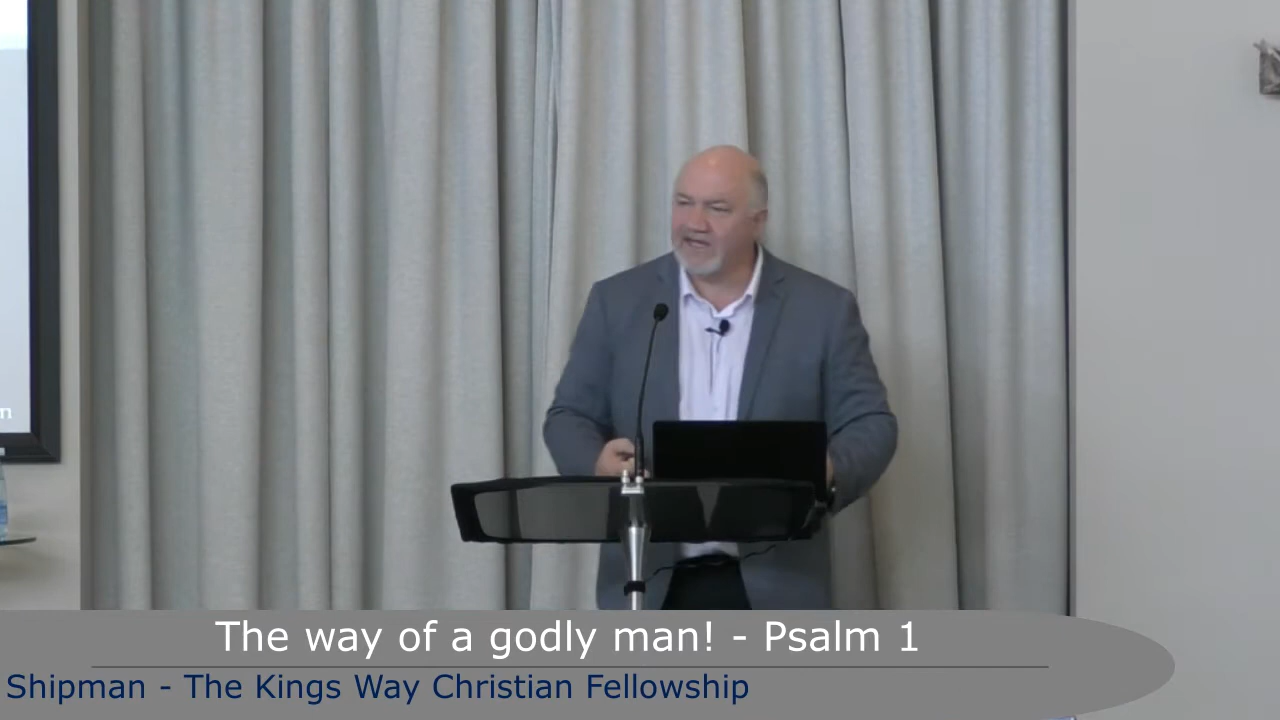 n
The way of a godly man! - Psalm 1
Shipman - The Kings Way Christian Fellowship